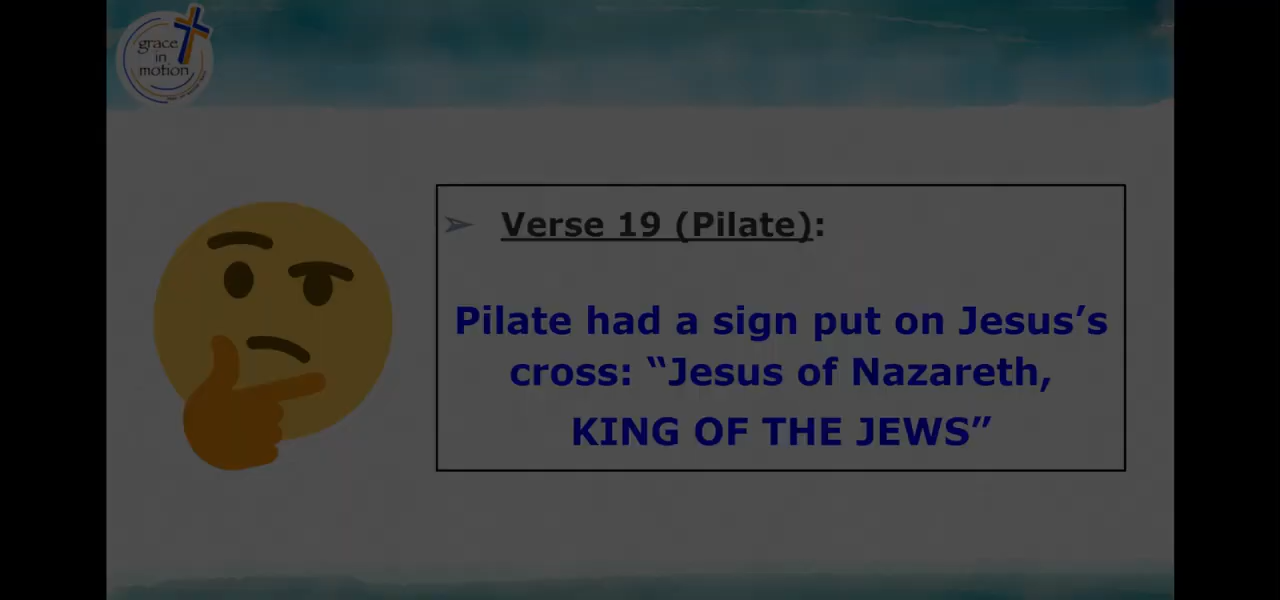 grace
in
motion
➢ Verse 19 (Pilate):
Pilate had a sign put on Jesus’s
cross: “Jesus of Nazareth,
KING OF THE JEWS”